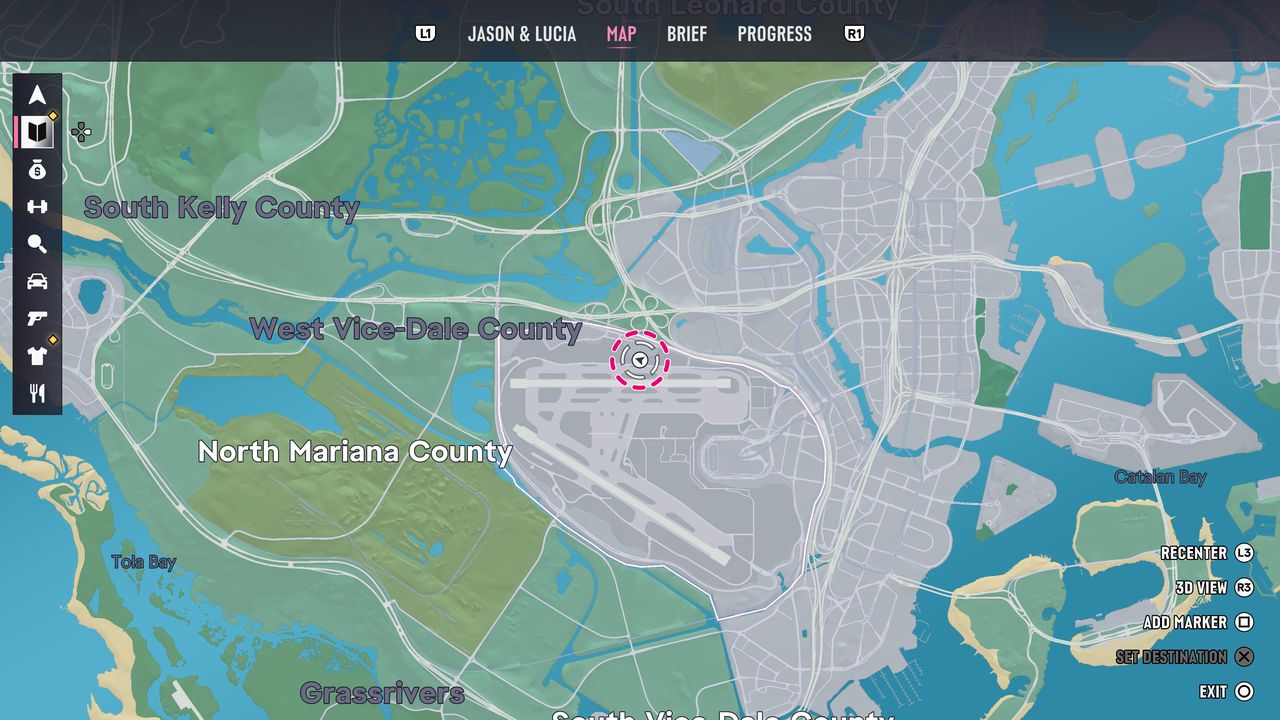 South Leonard County
L1 JASON & LUCIA MAP BRIEF PROGRESS R1
$
South Kelly County
West Vice-Dale County
North Mariana County
Catalan Bay
Tola Bay
RECENTER L3
3D VIEW R3
ADD MARKER
SET DESTINATION
EXIT
Grassrivers
South Vice-Dale County